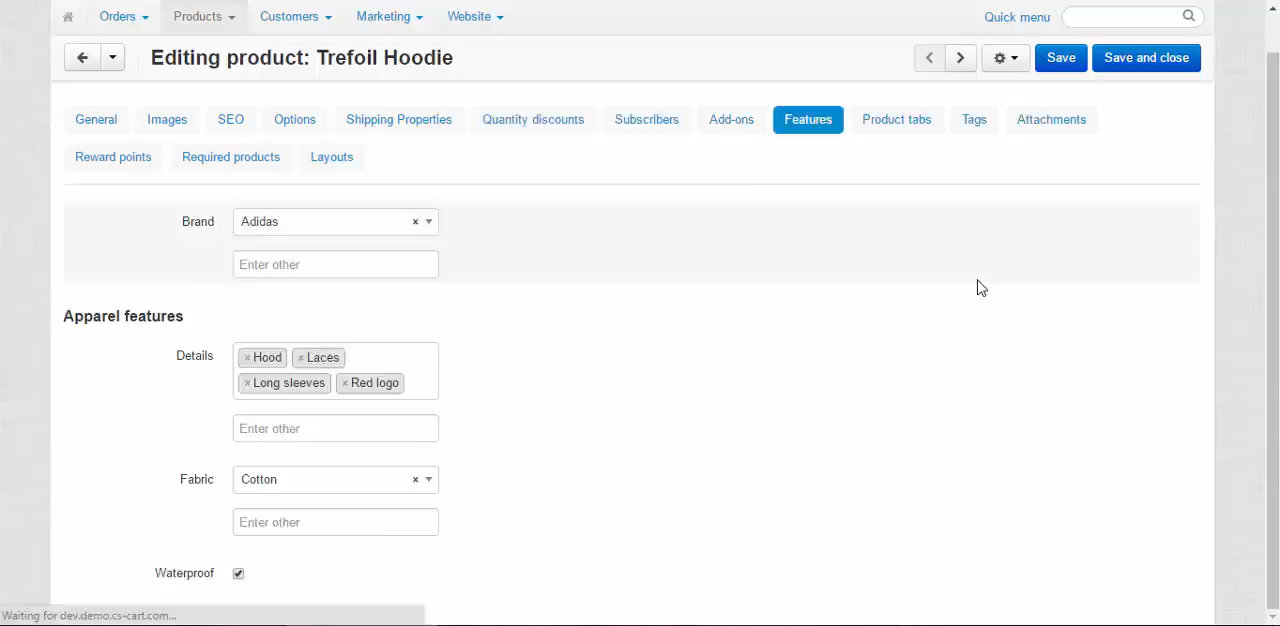 Orders Products Customers Marketing Website Quick menu
Editing product: Trefoil Hoodie Save Save and close
General Images SEO Options Shipping Properties Quantity discounts Subscribers Add-ons Features Product tabs Tags Attachments
Reward points Required products Layouts
Brand Adidas ×
Enter other
Apparel features
Details × Hood × Laces
× Long sleeves × Red logo
Enter other
Fabric Cotton ×
Enter other
Waterproof
Waiting for dev.demo.cs-cart.com...